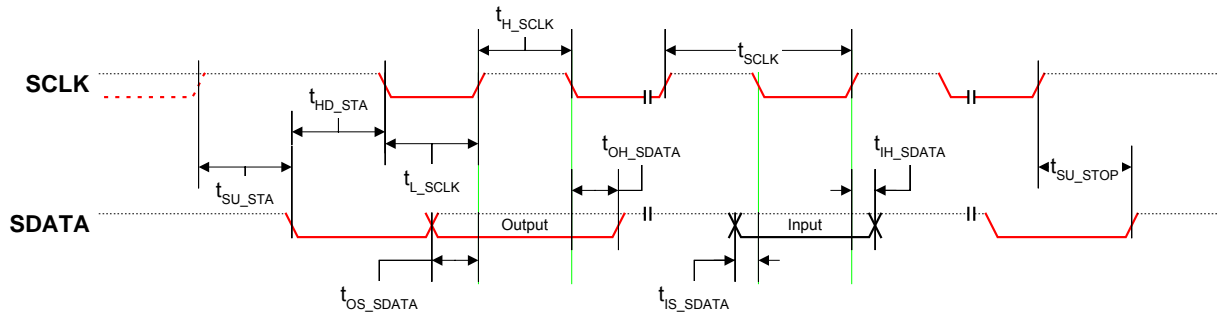 t_H_SCLK
t_SCLK
SCLK
t_HD_STA
t_OH_SDATA
t_IH_SDATA
t_L_SCLK
t_SU_STA
t_SU_STOP
SDATA
Output
Input
t_OS_SDATA
t_IS_SDATA